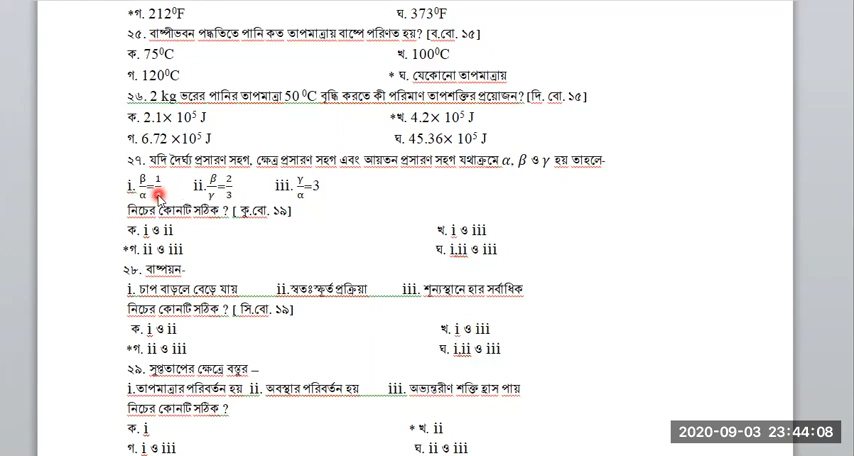 *গ. 212⁰F ঘ. 373⁰F
২৫. বাষ্পীভবন পদ্ধতিতে পানি কত তাপমাত্রায় বাষ্পে পরিণত হয়? [ব.বো. ১৫]
ক. 75⁰C খ. 100⁰C
গ. 120⁰C * ঘ. যেকোনো তাপমাত্রায়
২৬. 2 kg ভরের পানির তাপমাত্রা 50 ⁰C বৃদ্ধি করতে কী পরিমাণ তাপশক্তির প্রয়োজন? [দি. বো. ১৫]
ক. 2.1× 10⁵ J *খ. 4.2× 10⁵ J
গ. 6.72 ×10⁵ J ঘ. 45.36× 10⁵ J
২৭. যদি দৈর্ঘ্য প্রসারণ সহগ, ক্ষেত্র প্রসারণ সহগ এবং আয়তন প্রসারণ সহগ যথাক্রমে α, β ও γ হয় তাহলে-
i. β/α=1/ ii. β/γ=2/3 iii. γ/α=3
নিচের কোনটি সঠিক ? [ কু.বো. ১৯]
ক. i ও ii খ. i ও iii
*গ. ii ও iii ঘ. i,ii ও iii
২৮. বাষ্পায়ন-
i. চাপ বাড়লে বেড়ে যায় ii.স্বতঃস্ফূর্ত প্রক্রিয়া iii. শূন্যস্থানে হার সর্বাধিক
নিচের কোনটি সঠিক ? [ সি.বো. ১৯]
ক. i ও ii খ. i ও iii
*গ. ii ও iii ঘ. i,ii ও iii
২৯. সুপ্ততাপের ক্ষেত্রে বস্তুর –
i.তাপমাত্রার পরিবর্তন হয় ii. অবস্থার পরিবর্তন হয় iii. অভ্যন্তরীণ শক্তি হ্রাস পায়
নিচের কোনটি সঠিক ?
ক. i * খ. ii
গ. i ও iii ঘ. ii ও iii
2020-09-03 23:44:08